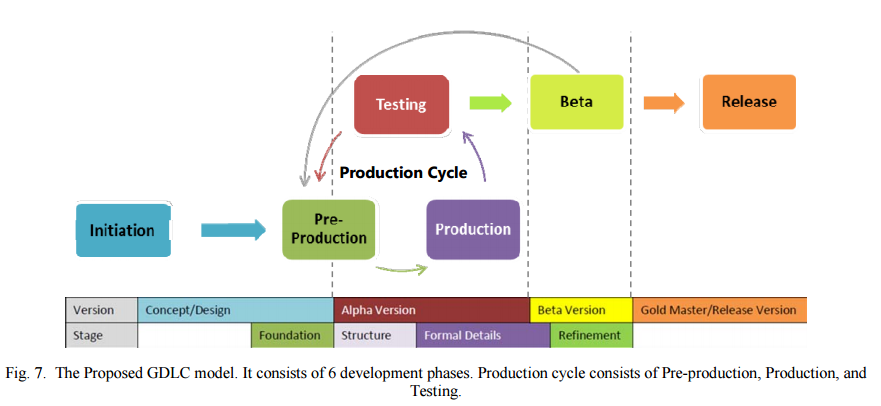 Testing
Beta
Release
Production Cycle
Initiation
Pre-
Production
Production
Version Concept/Design Alpha Version Beta Version Gold Master/Release Version
Stage Foundation Structure Formal Details Refinement
Fig. 7. The Proposed GDLC model. It consists of 6 development phases. Production cycle consists of Pre-production, Production, and
Testing.